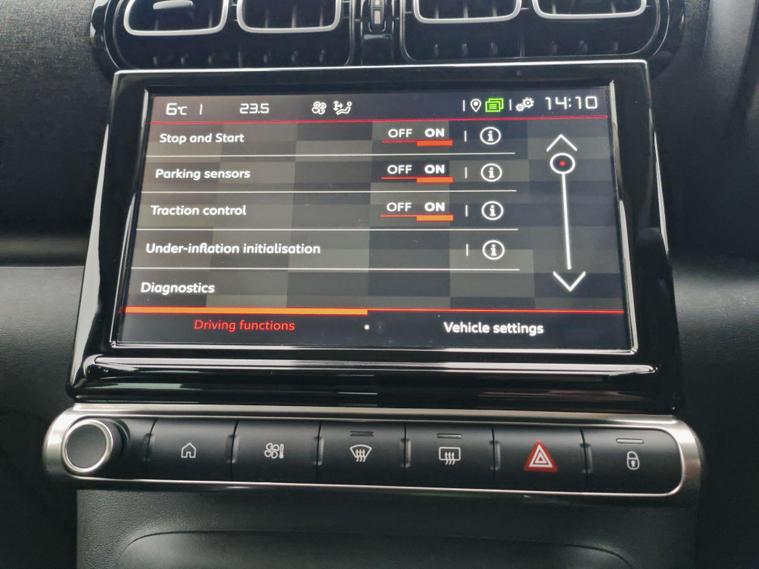 6°C 23.5 14:10
Stop and Start OFF ON
Parking sensors OFF ON
Traction control OFF ON
Under-inflation initialisation
Diagnostics
Driving functions Vehicle settings